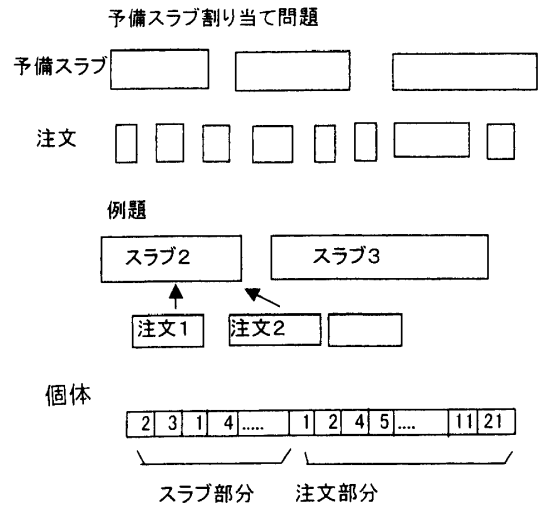 予備スラブ割り当て問題
予備スラブ
注文
例題
スラブ2 スラブ3
注文1 注文2
個体
2 3 1 4 ..... 1 2 4 5 .... 11 21
スラブ部分 注文部分